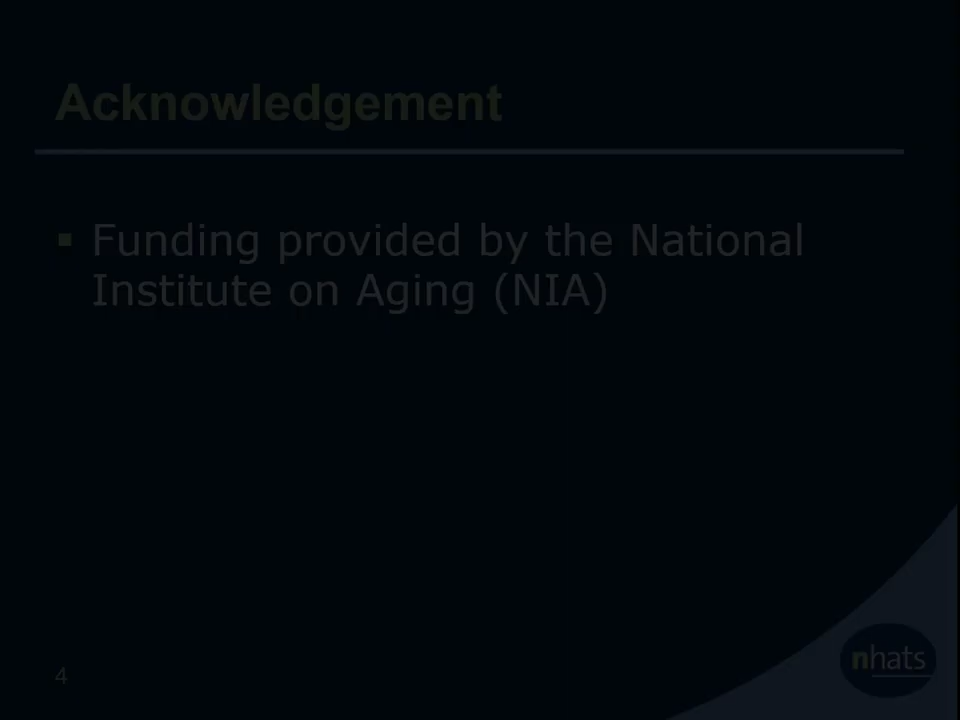 Acknowledgement
▪ Funding provided by the National
Institute on Aging (NIA)
4
nhats